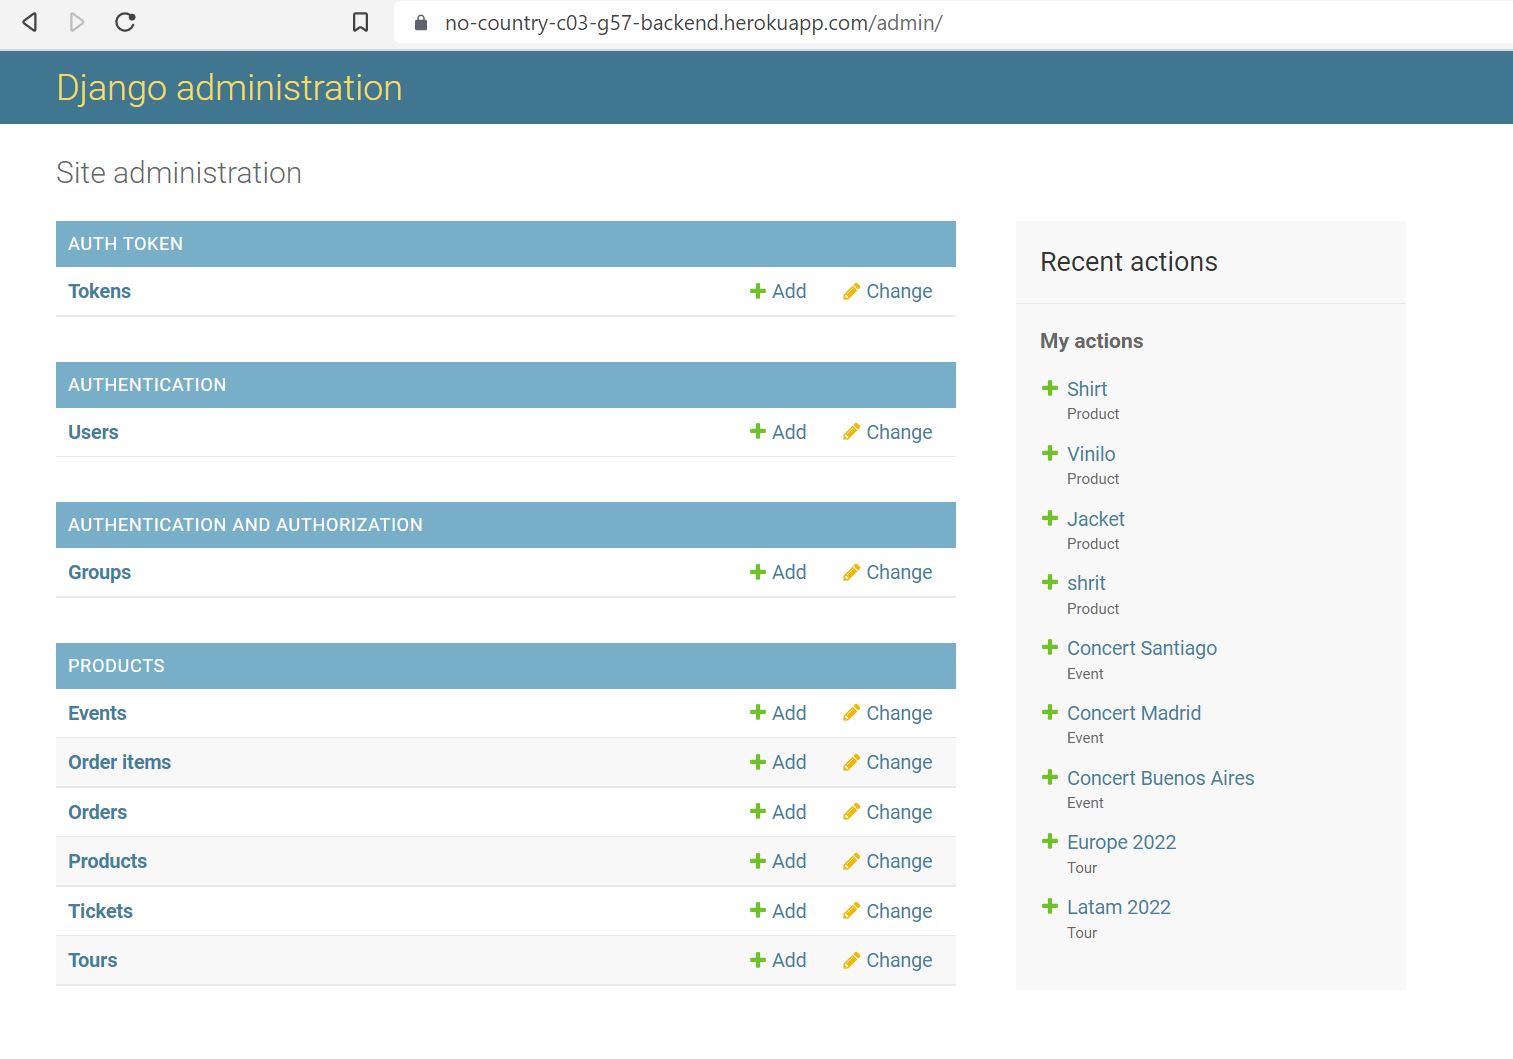 no-country-c03-g57-backend.herokuapp.com/admin/
Django administration
Site administration
AUTH TOKEN
Tokens Add Change
AUTHENTICATION
Users Add Change
AUTHENTICATION AND AUTHORIZATION
Groups Add Change
PRODUCTS
Events Add Change
Order items Add Change
Orders Add Change
Products Add Change
Tickets Add Change
Tours Add Change
Recent actions
My actions
Shirt
Product
Vinilo
Product
Jacket
Product
shrit
Product
Concert Santiago
Event
Concert Madrid
Event
Concert Buenos Aires
Event
Europe 2022
Tour
Latam 2022
Tour